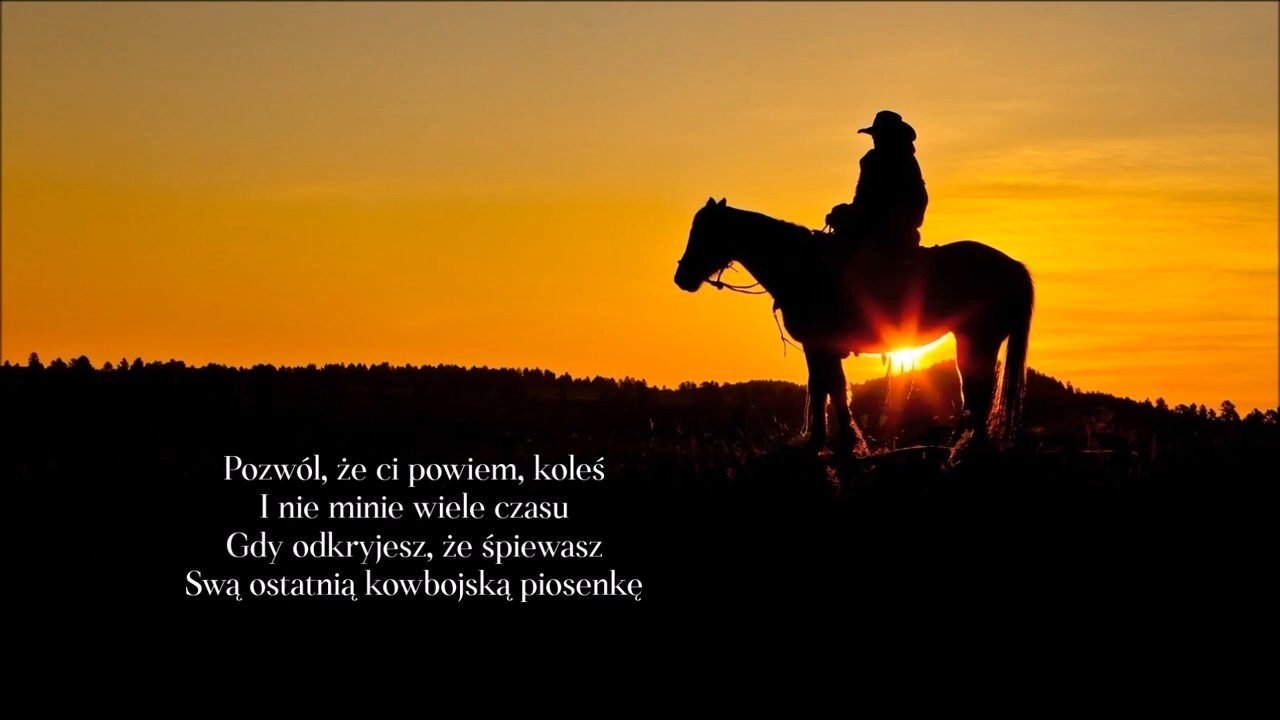 Pozwól, że ci powiem, koleś
I nie minie wiele czasu
Gdy odkryjesz, że śpiewasz
Swą ostatnią kowbojską piosenkę